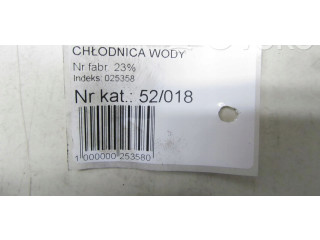 CHŁODNICA WODY
Nr fabr. 23%
Indeks: 025358
Nr kat.: 52/018
1 000000 253580